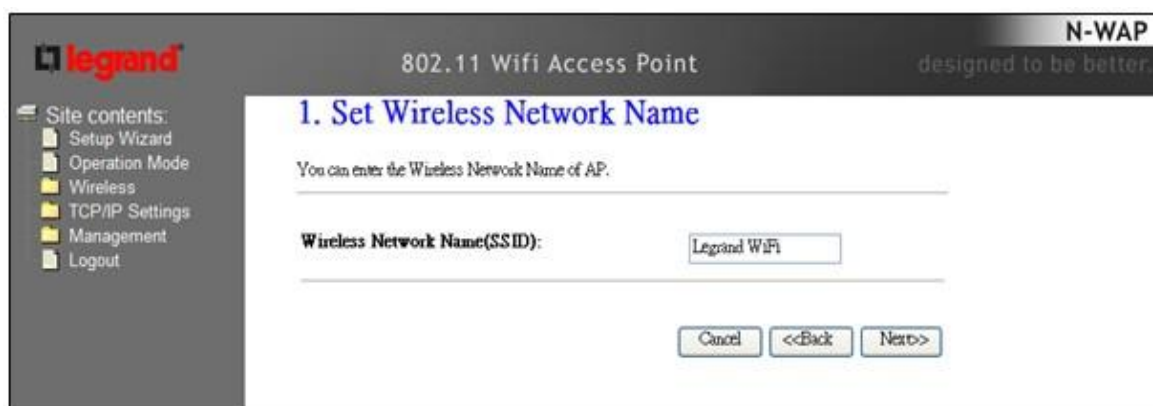 N-WAP
legrand
802.11 Wifi Access Point
designed to be better.
Site contents:
Setup Wizard
Operation Mode
Wireless
TCP/IP Settings
Management
Logout
1. Set Wireless Network Name
You can enter the Wireless Network Name of AP.
Wireless Network Name(SSID):
Legrand WiFi
Cancel
<<Back
Next>>